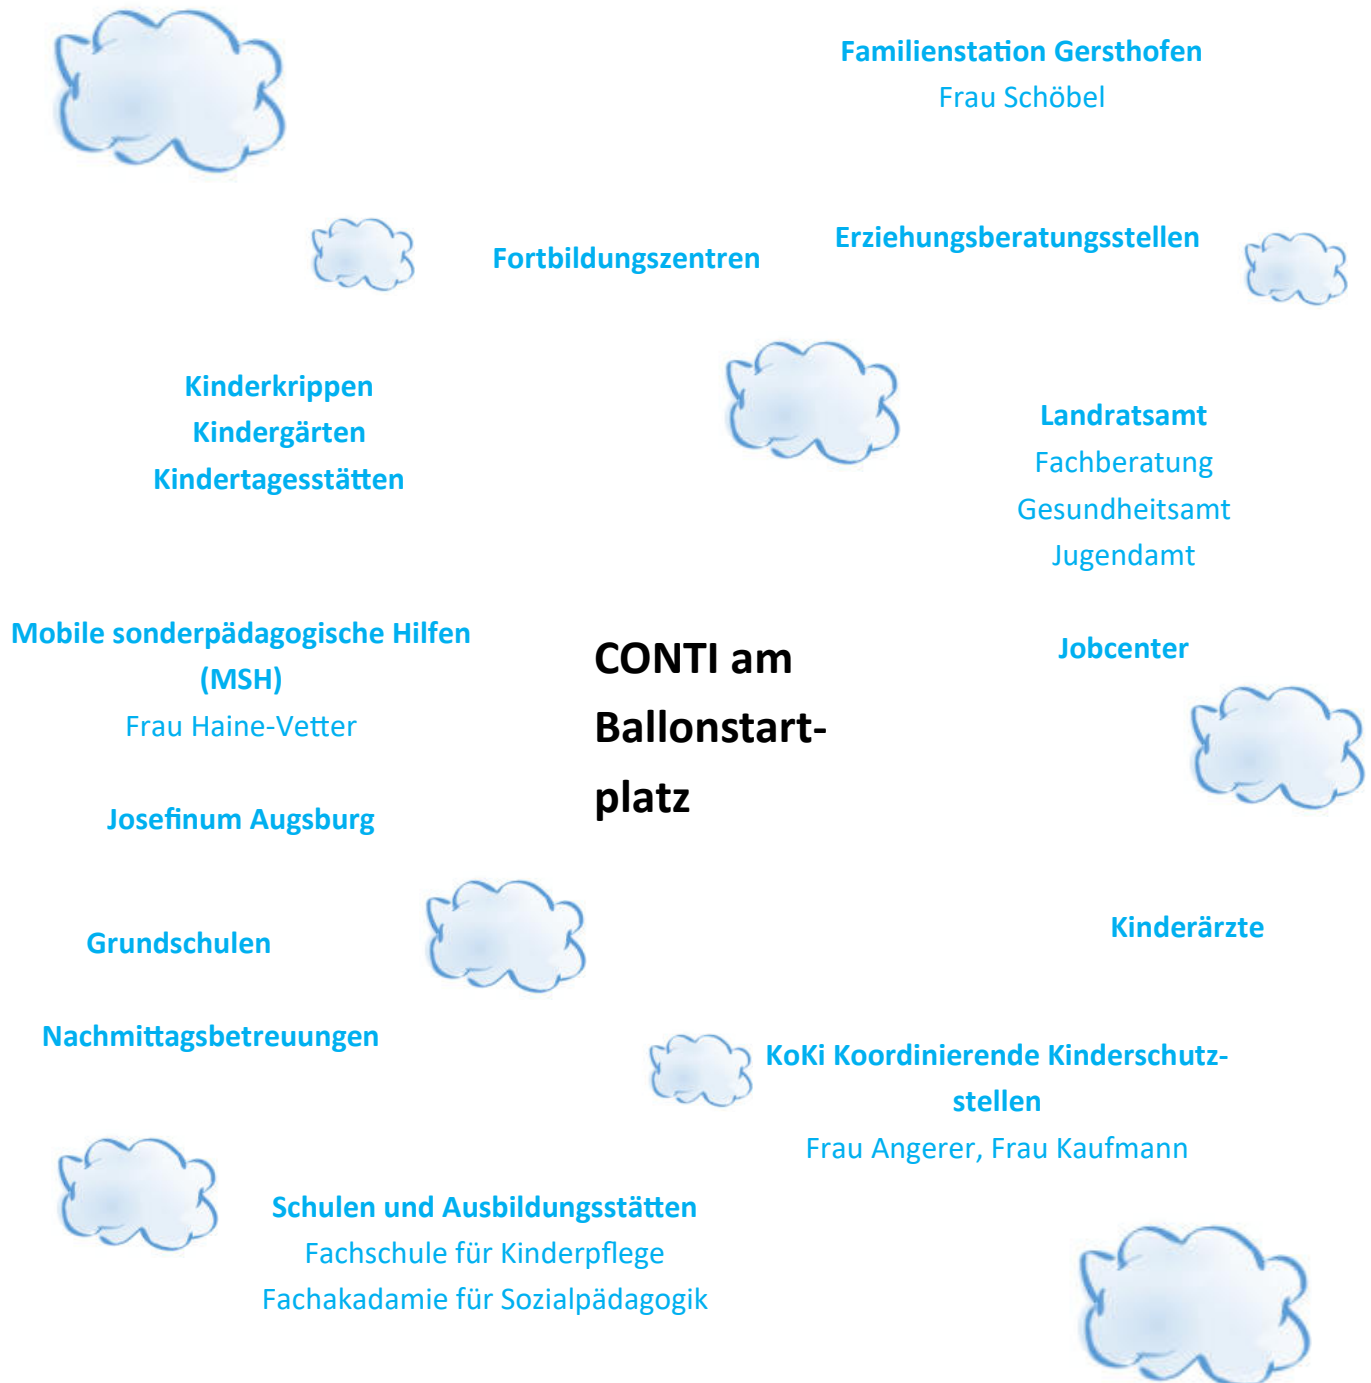 Familienstation Gersthofen
Frau Schöbel
Erziehungsberatungsstellen
Fortbildungszentren
Kinderkrippen
Kindergärten
Kindertagesstätten
Landratsamt
Fachberatung
Gesundheitsamt
Jugendamt
Mobile sonderpädagogische Hilfen
(MSH)
Frau Haine-Vetter
CONTI am
Ballonstart-
platz
Jobcenter
Josefinum Augsburg
Grundschulen
Kinderärzte
Nachmittagsbetreuungen
KoKi Koordinierende Kinderschutz-
stellen
Frau Angerer, Frau Kaufmann
Schulen und Ausbildungsstätten
Fachschule für Kinderpflege
Fachakadamie für Sozialpädagogik